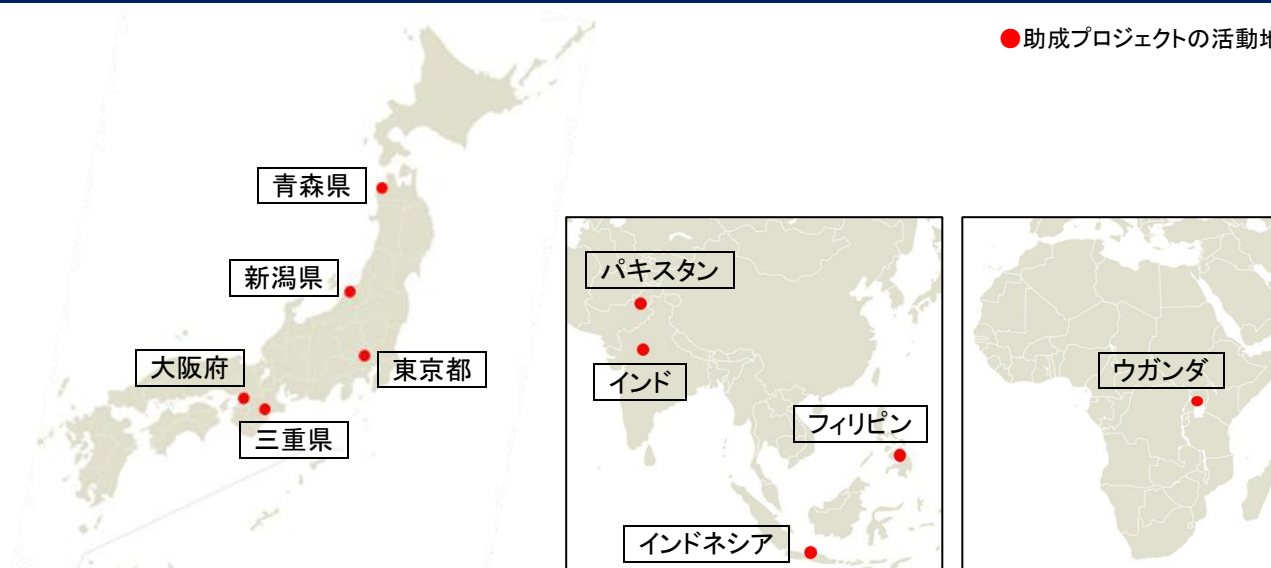 ●助成プロジェクトの活動地
青森県
新潟県
大阪府
東京都
三重県
パキスタン
インド
フィリピン
インドネシア
ウガンダ